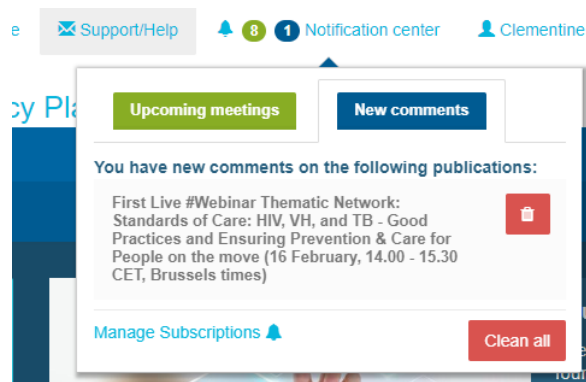 e Support/Help 8 1 Notification center Clementine
cy Pla
Upcoming meetings New comments
You have new comments on the following publications:
First Live #Webinar Thematic Network:
Standards of Care: HIV, VH, and TB - Good
Practices and Ensuring Prevention & Care for
People on the move (16 February, 14.00 - 15.30
CET, Brussels times)
Manage Subscriptions Clean all